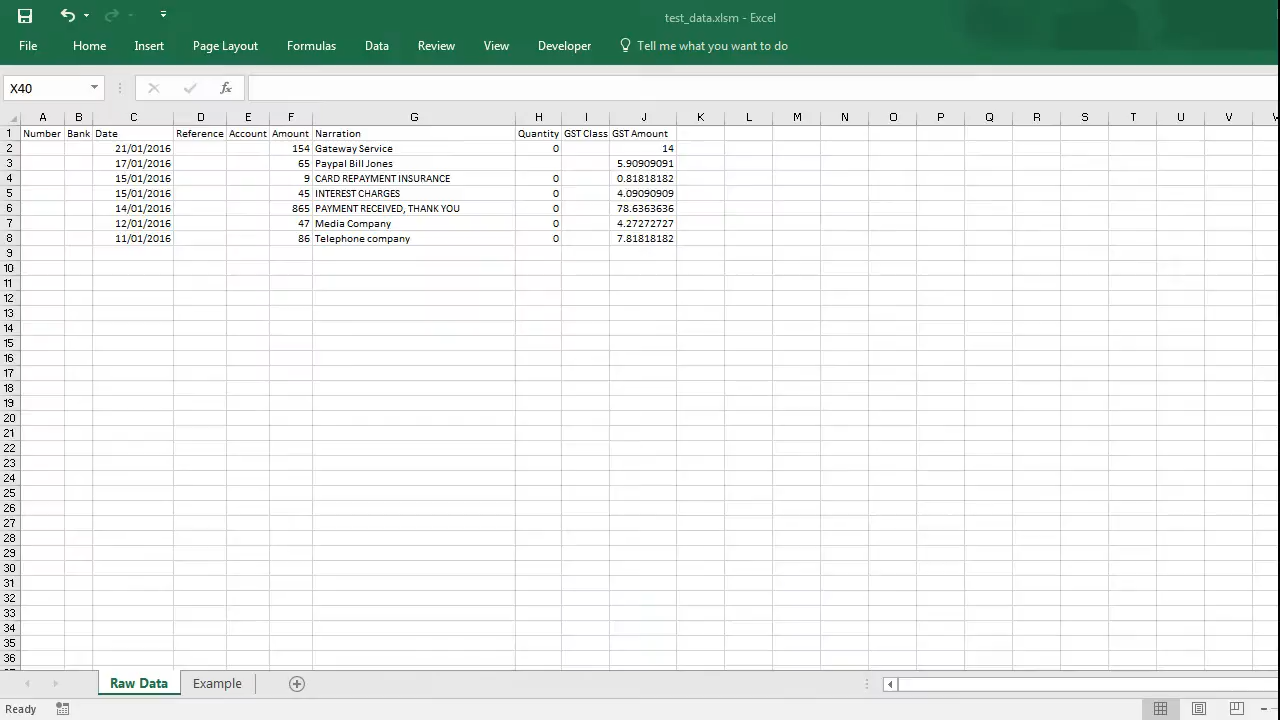 test_data.xlsm - Excel
File Home Insert Page Layout Formulas Data Review View Developer Tell me what you want to do
X40 fx
A B C D E F G H I J K L M N O P Q R S T U V
1 Number Bank Date Reference Account Amount Narration Quantity GST Class GST Amount
2 21/01/2016 154 Gateway Service 0 14
3 17/01/2016 65 Paypal Bill Jones 5.90909091
4 15/01/2016 9 CARD REPAYMENT INSURANCE 0 0.81818182
5 15/01/2016 45 INTEREST CHARGES 0 4.09090909
6 14/01/2016 865 PAYMENT RECEIVED, THANK YOU 0 78.6363636
7 12/01/2016 47 Media Company 0 4.27272727
8 11/01/2016 86 Telephone company 0 7.81818182
9
10
11
12
13
14
15
16
17
18
19
20
21
22
23
24
25
26
27
28
29
30
31
32
33
34
35
36
Raw Data Example
Ready